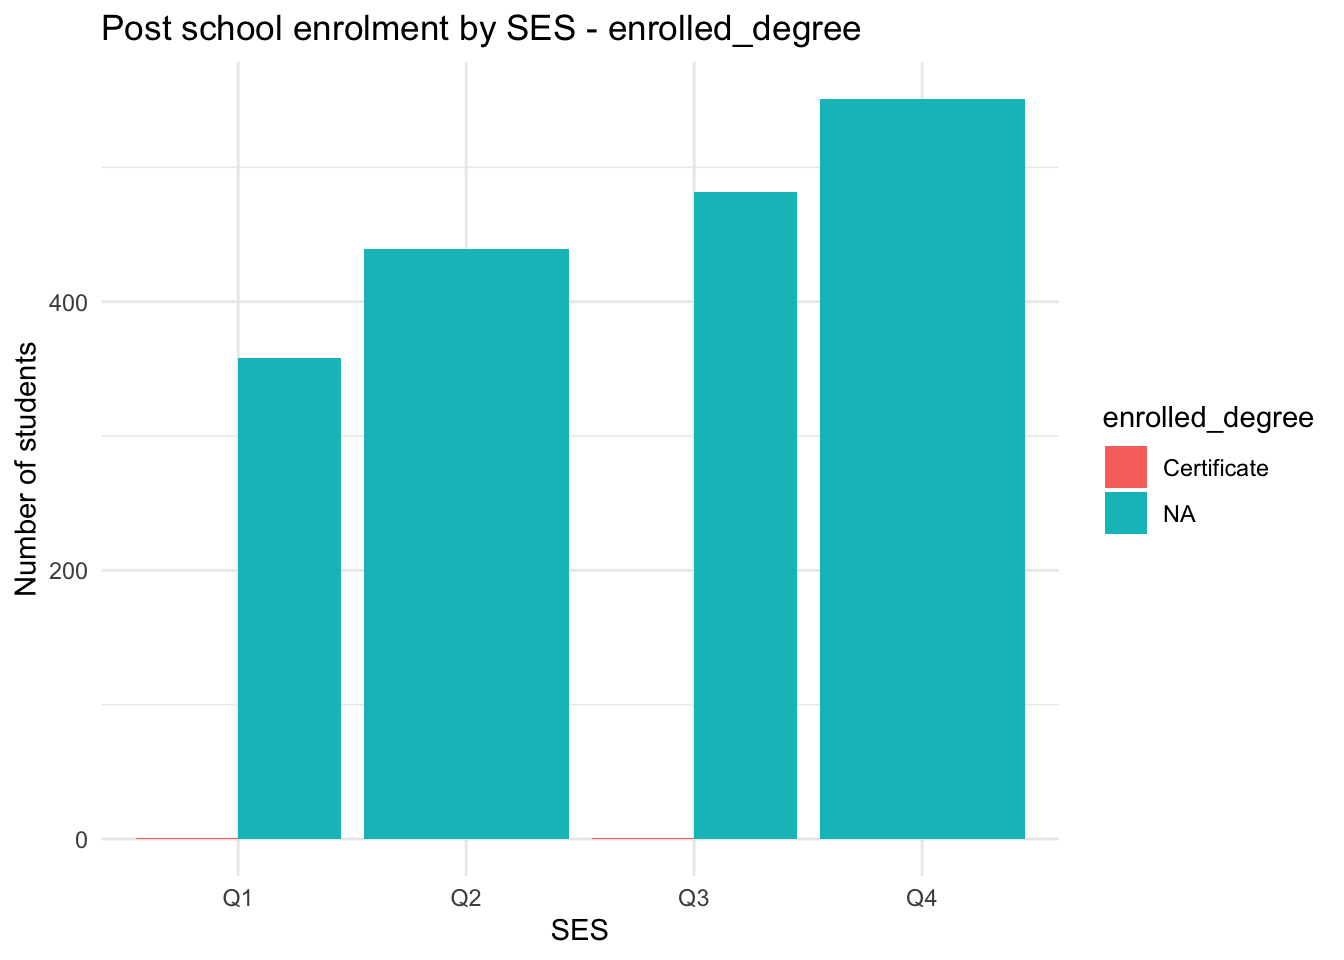 Post school enrolment by SES - enrolled_degree
Number of students
400
200
0
Q1 Q2 Q3 Q4
SES
enrolled_degree
Certificate
NA